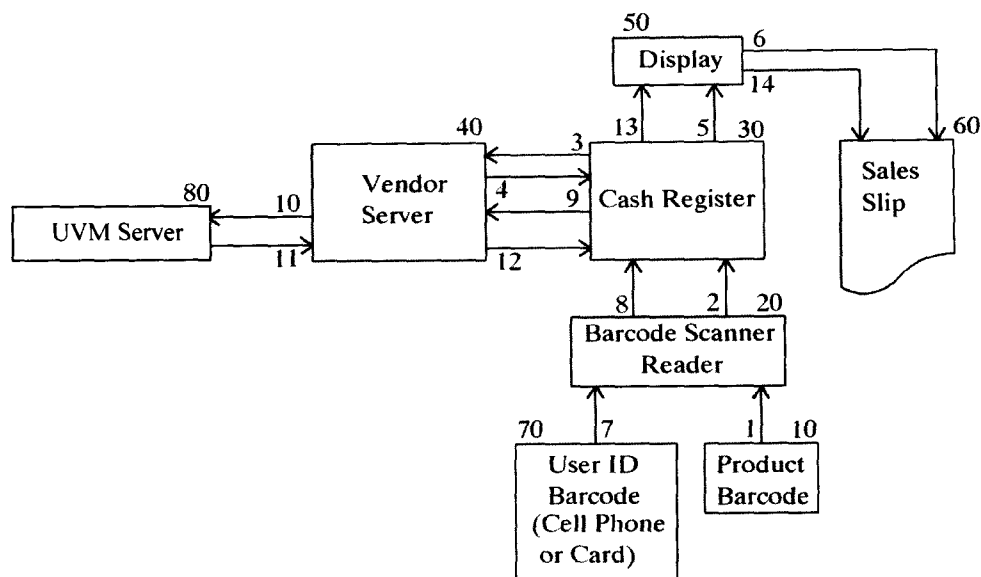 50
6
Display
14
13
5
30
60
40
3
Vendor
Server
4
9
Cash Register
12
Sales
Slip
80
10
UVM Server
11
8
2
20
Barcode Scanner
Reader
70
7
1
10
User ID
Barcode
(Cell Phone
or Card)
Product
Barcode